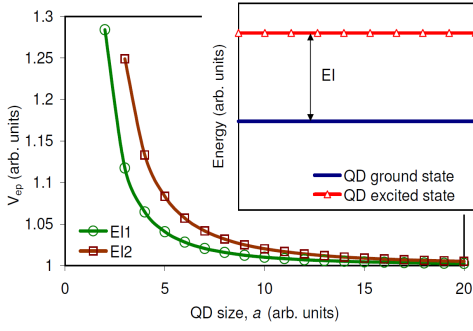 1.3
1.25
1.2
1.15
1.1
1.05
1
V_ep (arb. units)
EI1
EI2
0
5
10
15
20
QD size, a (arb. units)
Energy (arb. units)
EI
QD ground state
QD excited state